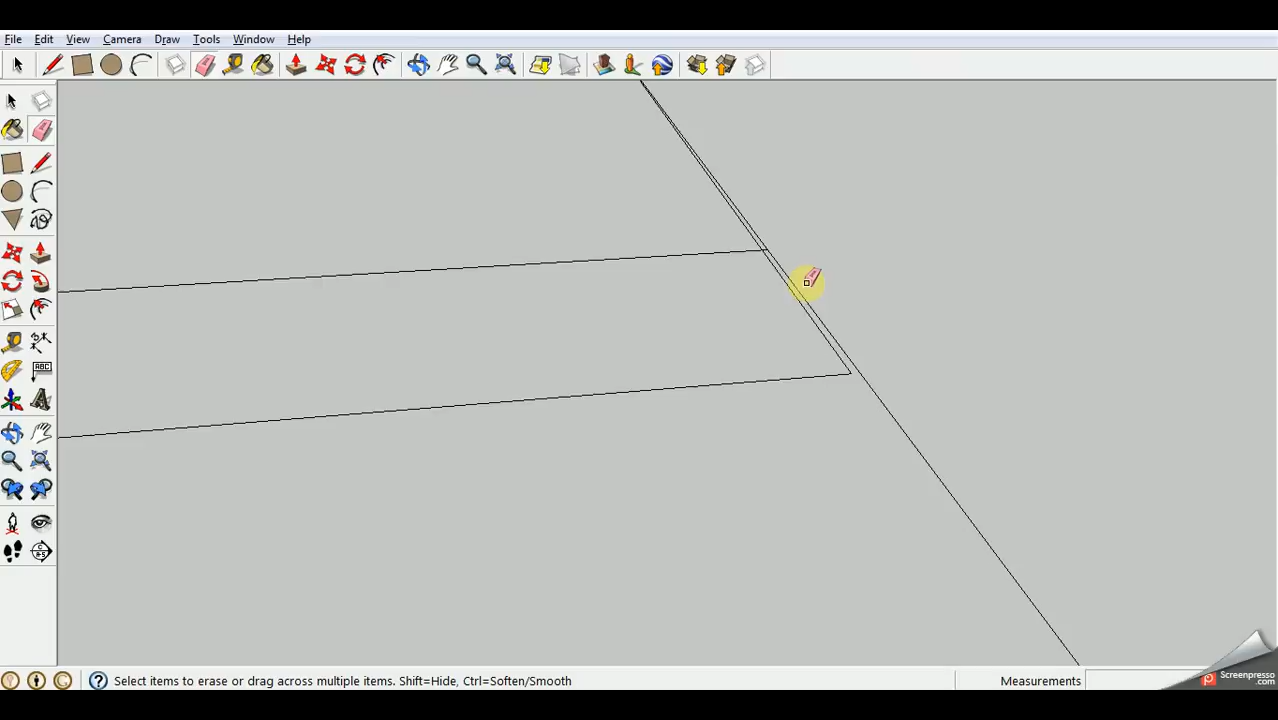 File Edit View Camera Draw Tools Window Help
ABC
Select items to erase or drag across multiple items. Shift=Hide, Ctrl=Soften/Smooth
Measurements
Screenpresso
.com